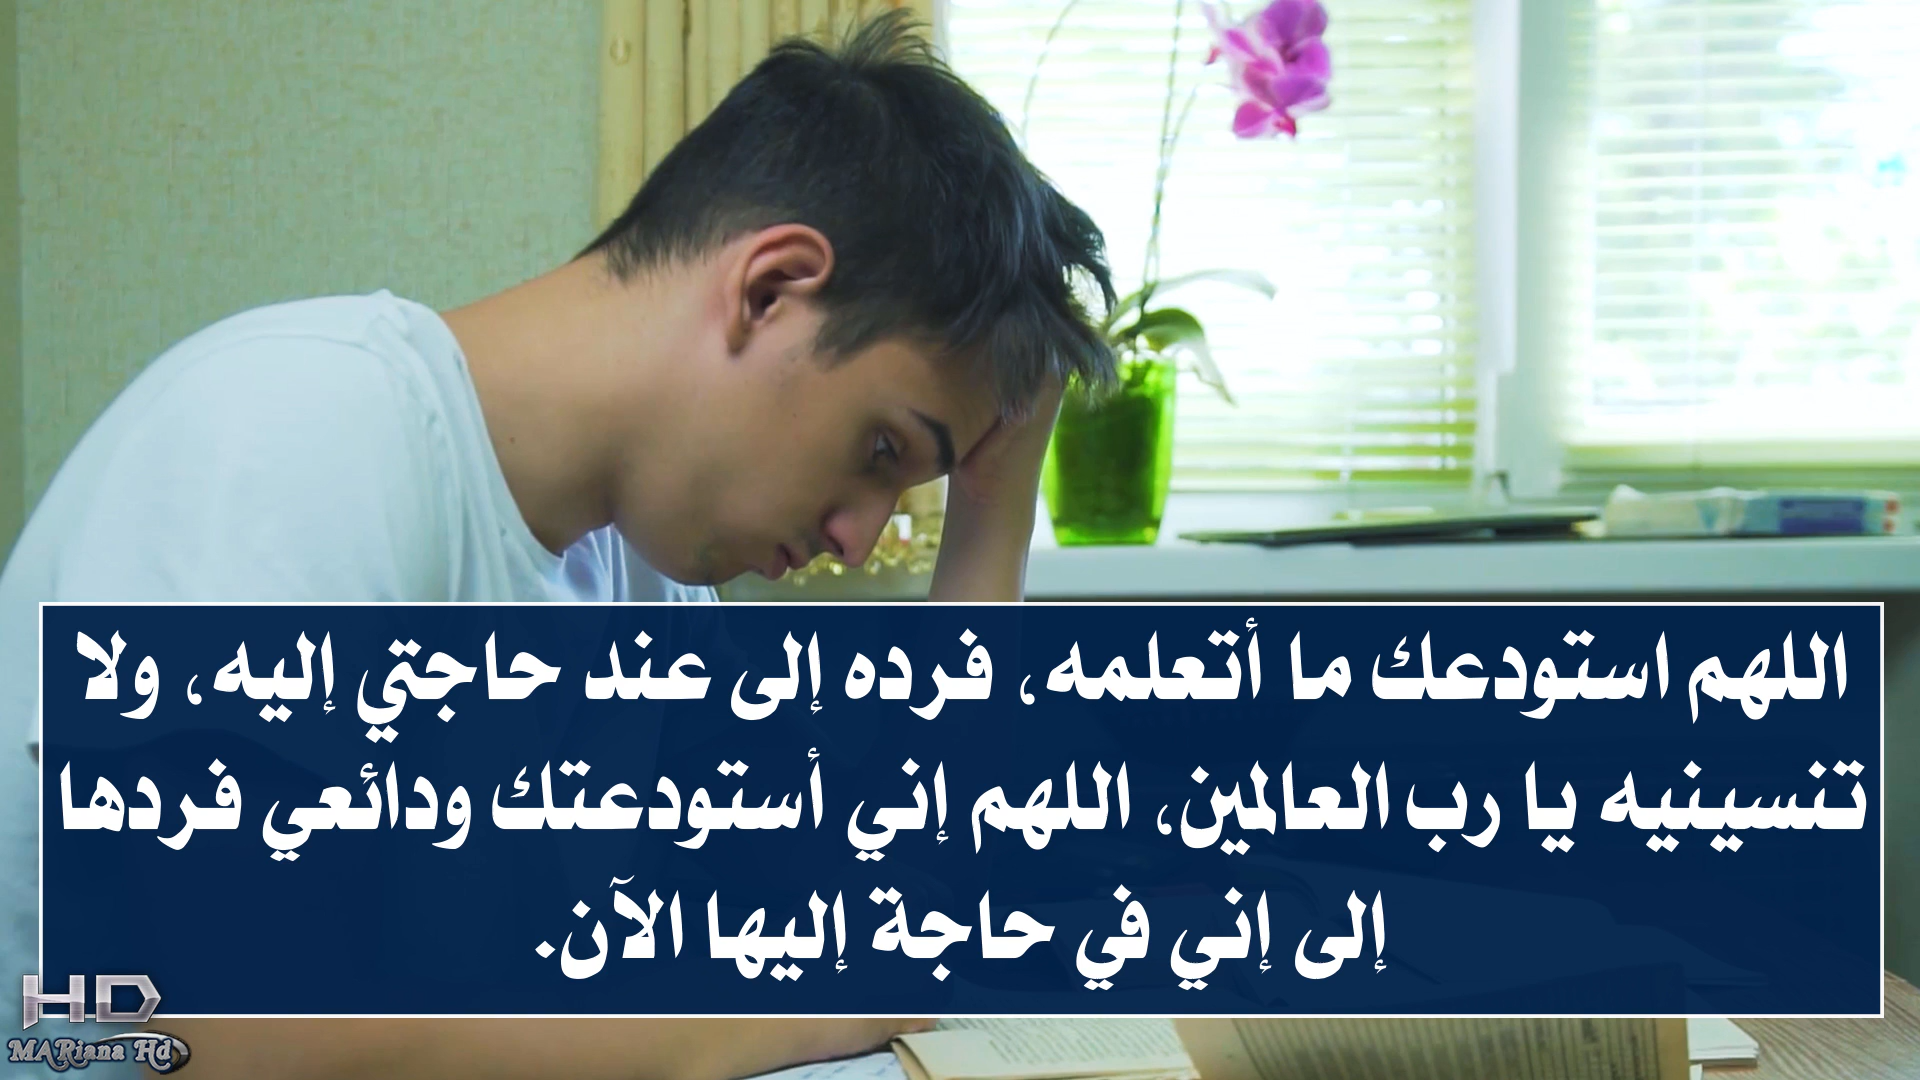 اللهم استودعك ما أتعلمه، فرده إلى عند حاجتي إليه، ولا
تنسينيه يا رب العالمين، اللهم إني أستودعتك ودائعي فردها
إلى إني في حاجة إليها الآن.
HD
MARiana Hd